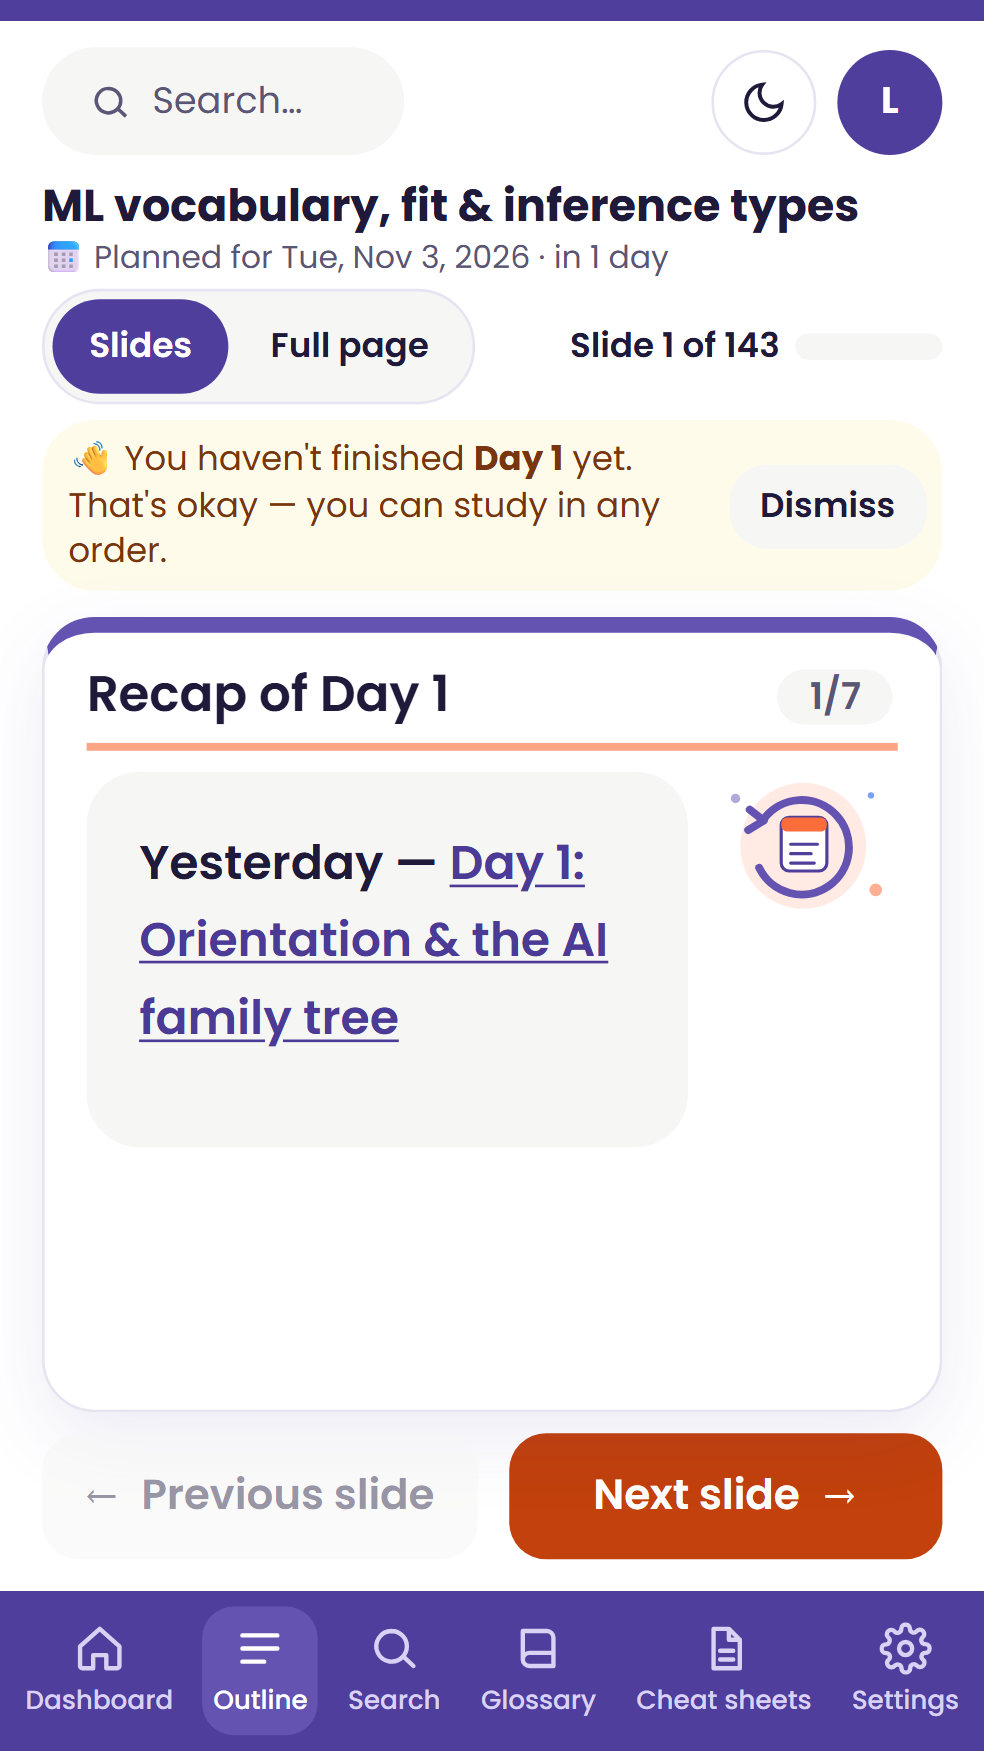 Search...
L
ML vocabulary, fit & inference types
Planned for Tue, Nov 3, 2026 · in 1 day
Slides
Full page
Slide 1 of 143
You haven't finished Day 1 yet.
That's okay — you can study in any
order.
Dismiss
Recap of Day 1
1/7
Yesterday — Day 1:
Orientation & the AI
family tree
← Previous slide
Next slide →
Dashboard
Outline
Search
Glossary
Cheat sheets
Settings